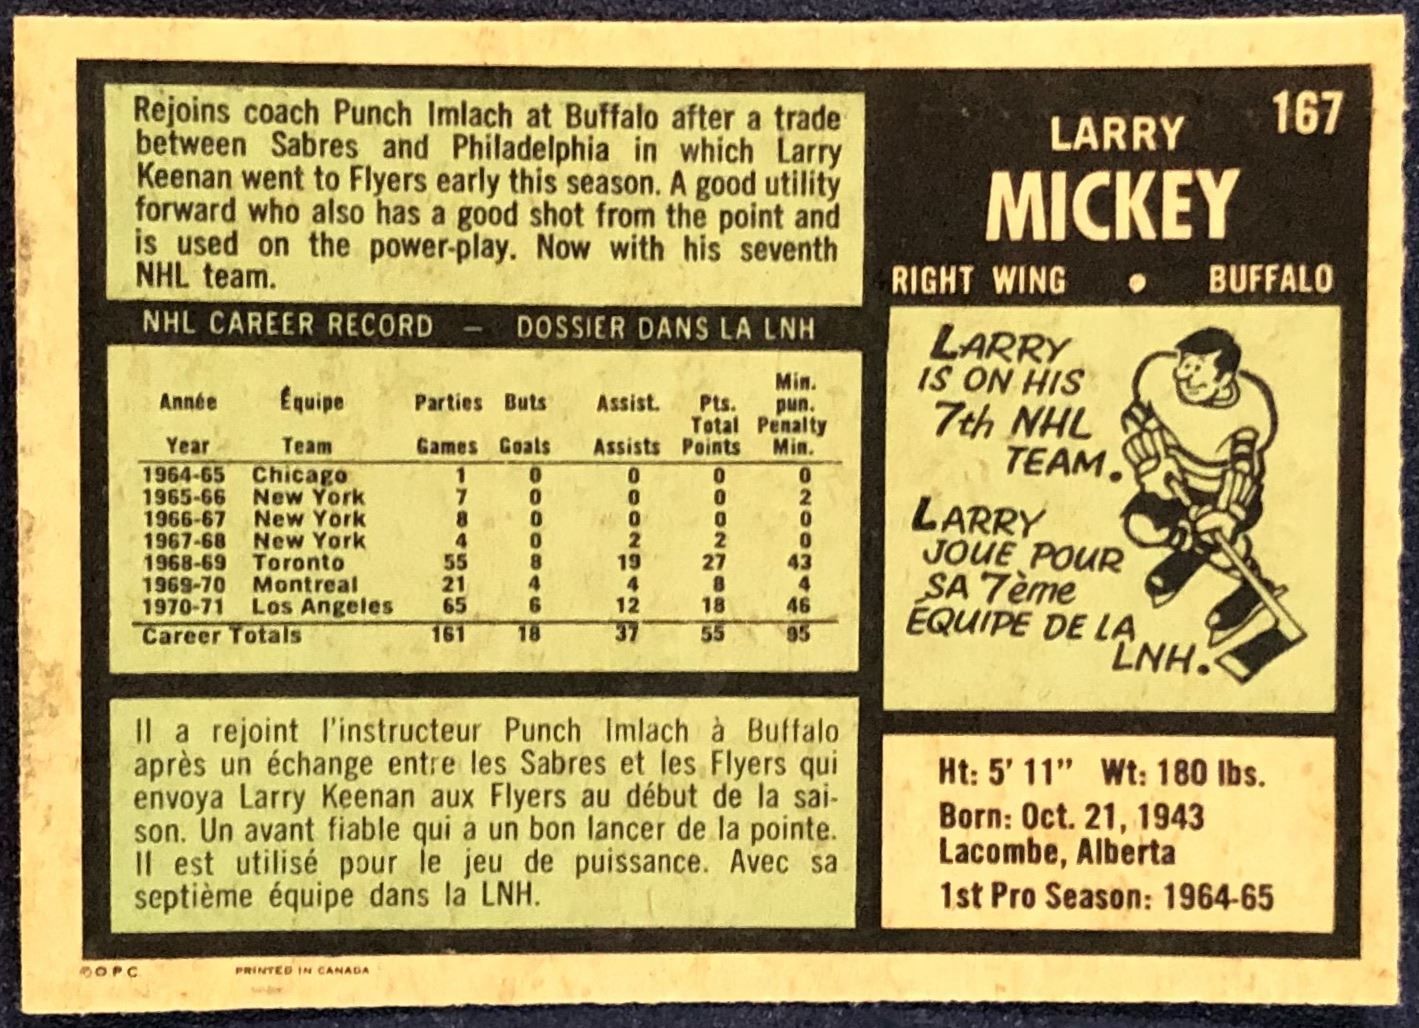 Rejoins coach Punch Imlach at Buffalo after a trade
between Sabres and Philadelphia in which Larry
Keenan went to Flyers early this season. A good utility
forward who also has a good shot from the point and
is used on the power-play. Now with his seventh
NHL team.
NHL CAREER RECORD — DOSSIER DANS LA LNH
Année Équipe Parties Buts Assist. Pts. Total Min. pun. Penalty
Year Team Games Goals Assists Points Min.
1964-65 Chicago 1 0 0 0 0
1965-66 New York 7 0 0 0 2
1966-67 New York 8 0 0 0 0
1967-68 New York 4 0 2 2 0
1968-69 Toronto 55 8 19 27 43
1969-70 Montreal 21 4 4 8 4
1970-71 Los Angeles 65 6 12 18 46
Career Totals 161 18 37 55 95
Il a rejoint l'instructeur Punch Imlach à Buffalo
après un échange entre les Sabres et les Flyers qui
envoya Larry Keenan aux Flyers au début de la sai-
son. Un avant fiable qui a un bon lancer de la pointe.
Il est utilisé pour le jeu de puissance. Avec sa
septième équipe dans la LNH.
167
LARRY
MICKEY
RIGHT WING • BUFFALO
LARRY
IS ON HIS
7th NHL
TEAM.
LARRY
JOUE POUR
SA 7ème
ÉQUIPE DE LA
LNH.
Ht: 5' 11" Wt: 180 lbs.
Born: Oct. 21, 1943
Lacombe, Alberta
1st Pro Season: 1964-65
© O P C PRINTED IN CANADA